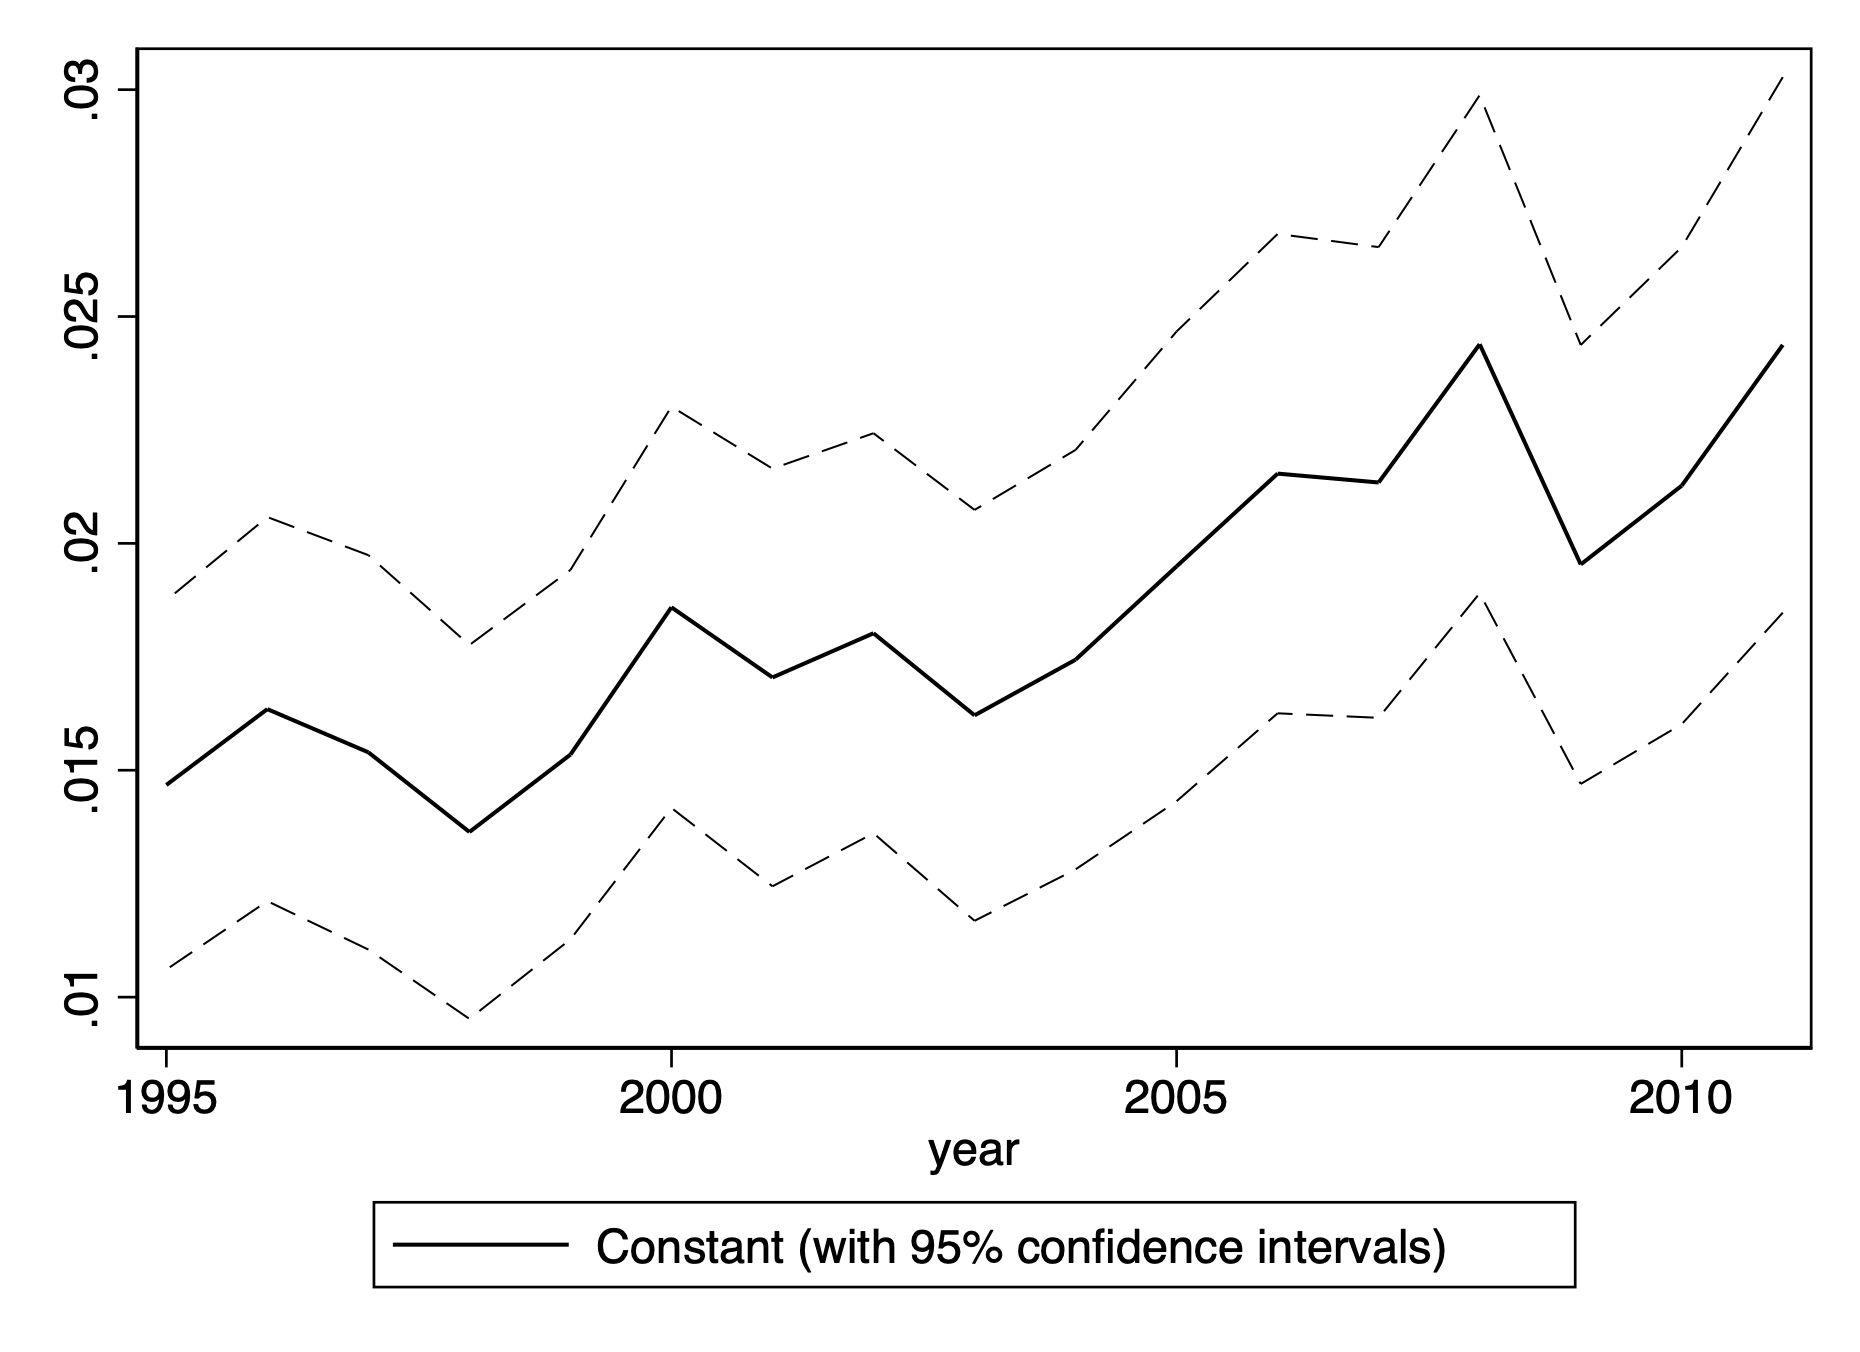 .03
.025
.02
.015
.01
1995 2000 2005 2010
year
Constant (with 95% confidence intervals)